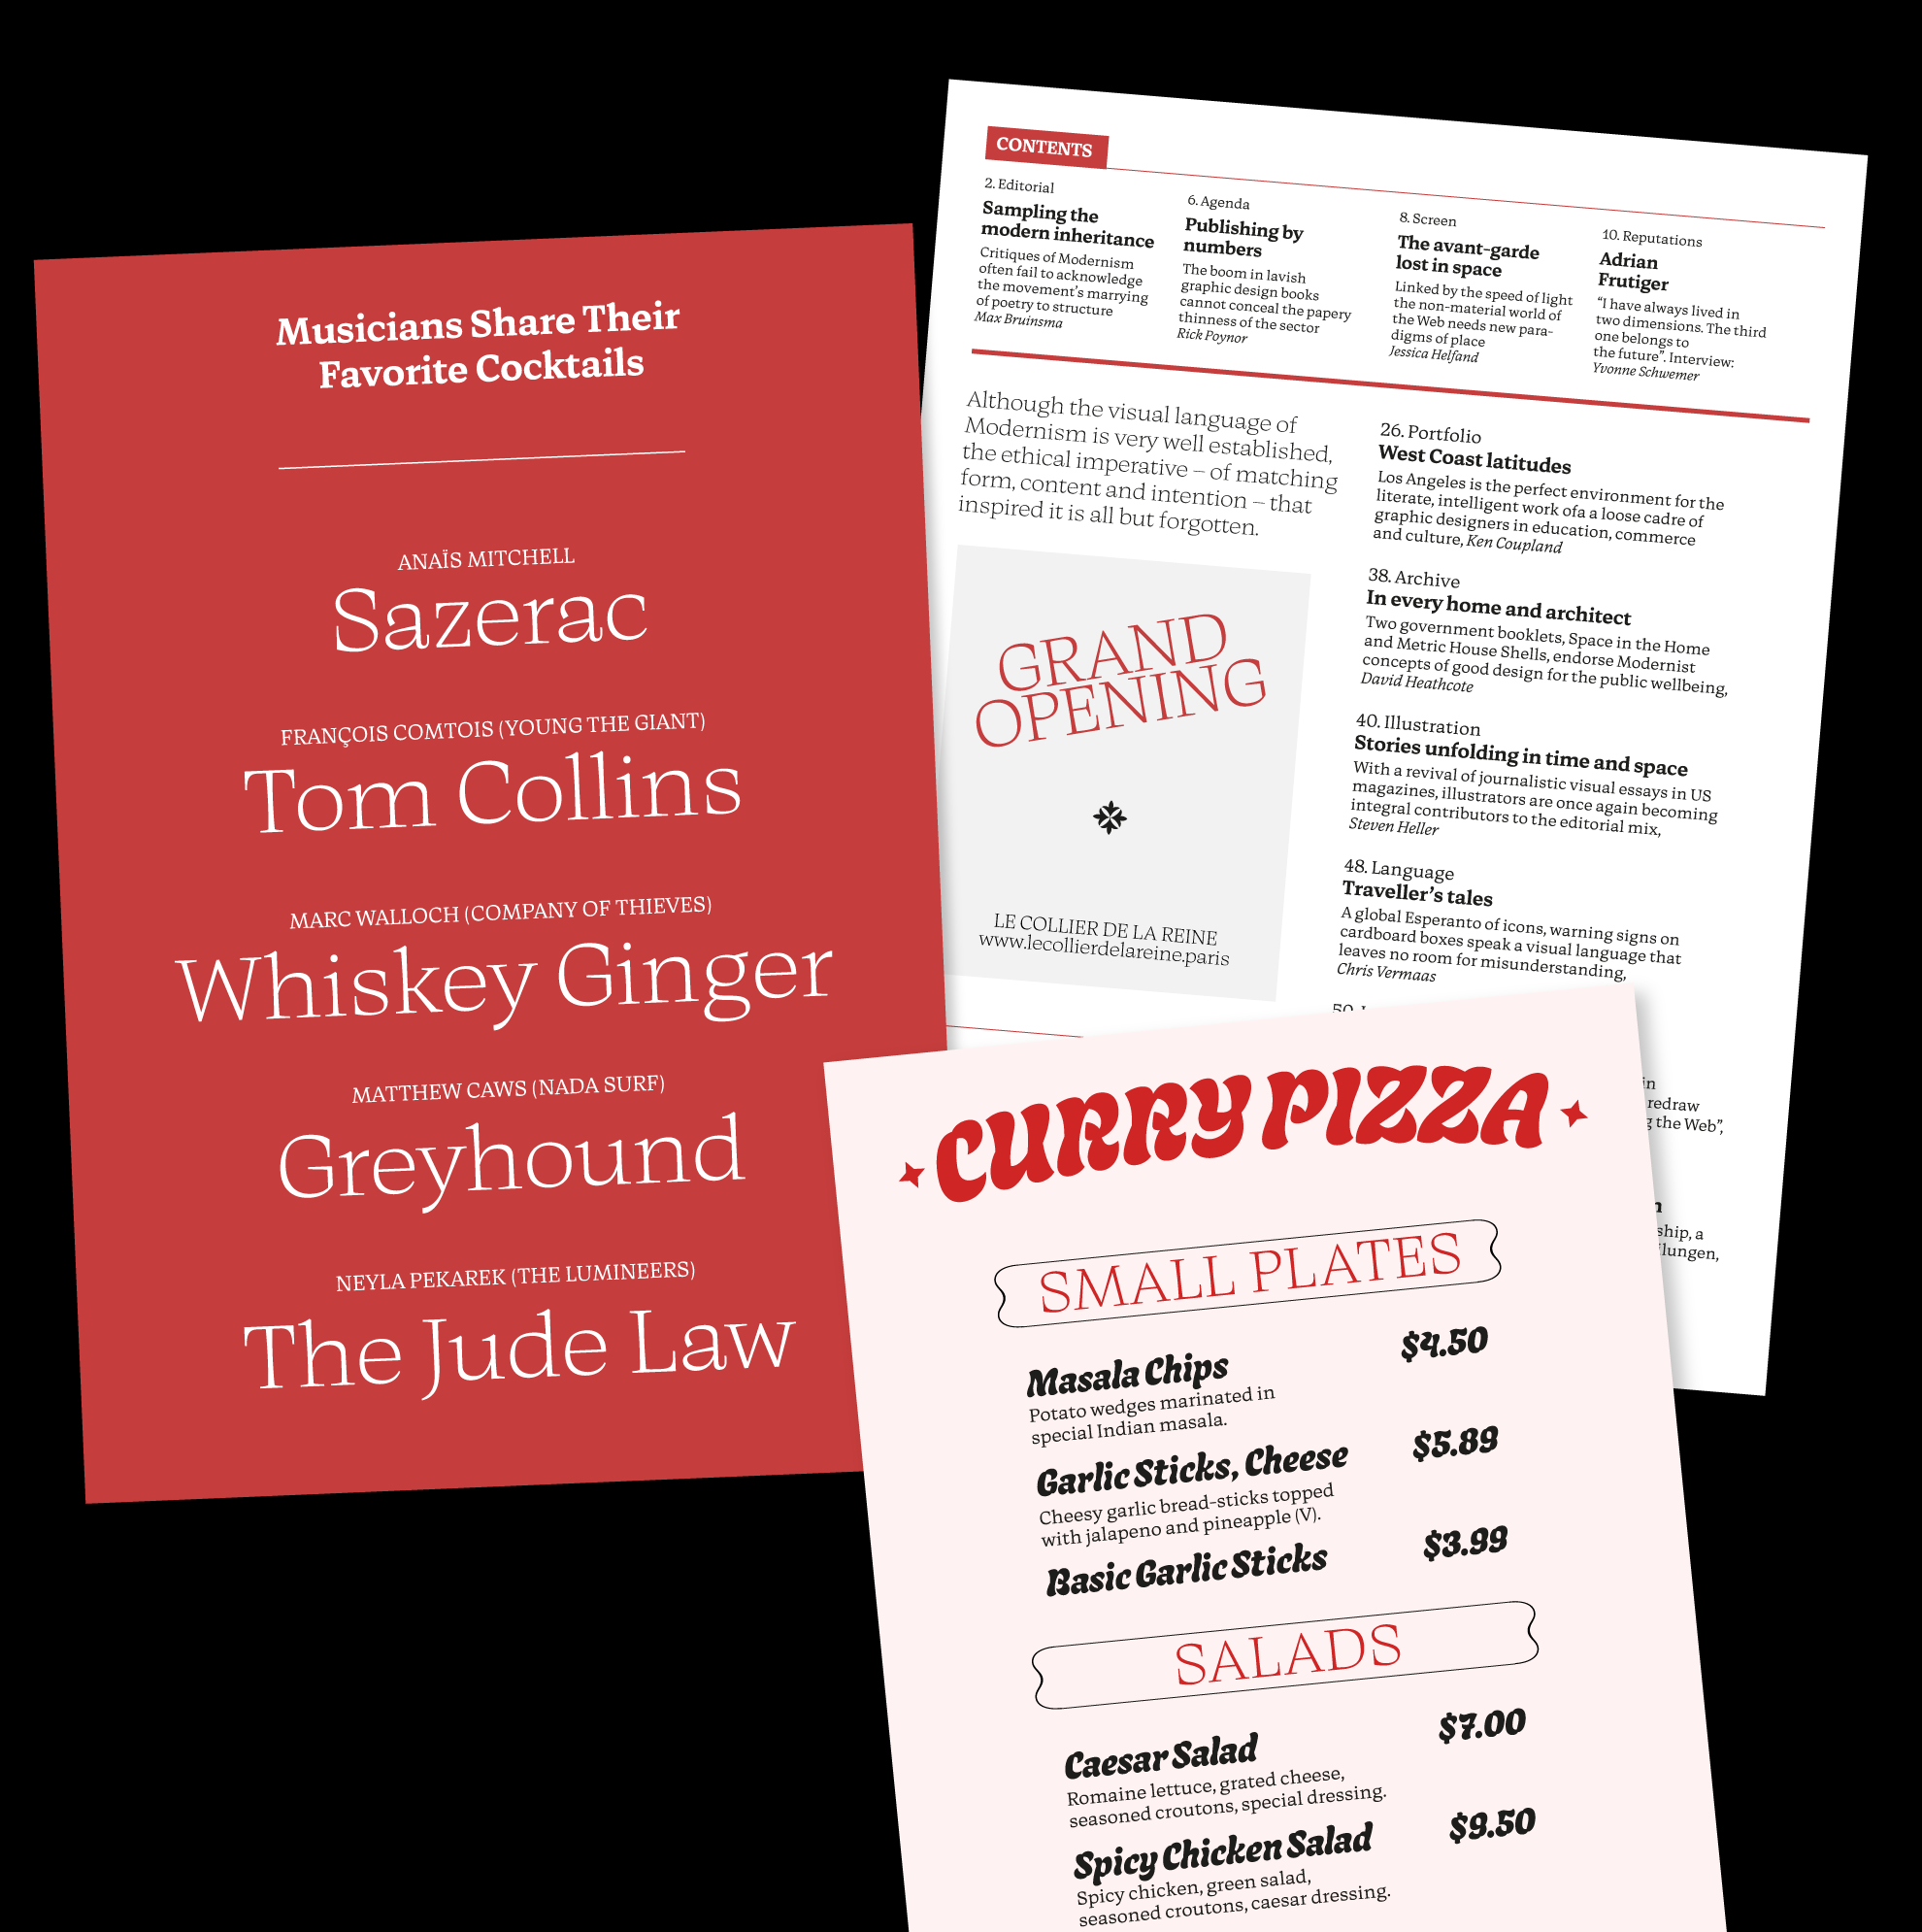 Musicians Share Their
Favorite Cocktails
ANAÏS MITCHELL
Sazerac
FRANÇOIS COMTOIS (YOUNG THE GIANT)
Tom Collins
MARC WALLOCH (COMPANY OF THIEVES)
Whiskey Ginger
MATTHEW CAWS (NADA SURF)
Greyhound
NEYLA PEKAREK (THE LUMINEERS)
The Jude Law
CONTENTS
2. Editorial
Sampling the
modern inheritance
Critiques of Modernism
often fail to acknowledge
the movement’s marrying
of poetry to structure
Max Bruinsma
6. Agenda
Publishing by
numbers
The boom in lavish
graphic design books
cannot conceal the papery
thinness of the sector
Rick Poynor
8. Screen
The avant-garde
lost in space
Linked by the speed of light
the non-material world of
the Web needs new para-
digms of place
Jessica Helfand
10. Reputations
Adrian
Frutiger
“I have always lived in
two dimensions. The third
one belongs to
the future”. Interview:
Yvonne Schwemer
Although the visual language of
Modernism is very well established,
the ethical imperative – of matching
form, content and intention – that
inspired it is all but forgotten.
GRAND
OPENING
LE COLLIER DE LA REINE
www.lecollierdelareine.paris
26. Portfolio
West Coast latitudes
Los Angeles is the perfect environment for the
literate, intelligent work ofa a loose cadre of
graphic designers in education, commerce
and culture, Ken Coupland
38. Archive
In every home and architect
Two government booklets, Space in the Home
and Metric House Shells, endorse Modernist
concepts of good design for the public wellbeing,
David Heathcote
40. Illustration
Stories unfolding in time and space
With a revival of journalistic visual essays in US
magazines, illustrators are once again becoming
integral contributors to the editorial mix,
Steven Heller
48. Language
Traveller’s tales
A global Esperanto of icons, warning signs on
cardboard boxes speak a visual language that
leaves no room for misunderstanding,
Chris Vermaas
in
redraw
the Web”,
ship, a
CURRY PIZZA
SMALL PLATES
Masala Chips $4.50
Potato wedges marinated in
special Indian masala.
Garlic Sticks, Cheese $5.89
Cheesy garlic bread-sticks topped
with jalapeno and pineapple (V).
Basic Garlic Sticks $3.99
SALADS
Caesar Salad $7.00
Romaine lettuce, grated cheese,
seasoned croutons, special dressing.
Spicy Chicken Salad $9.50
Spicy chicken, green salad,
seasoned croutons, caesar dressing.